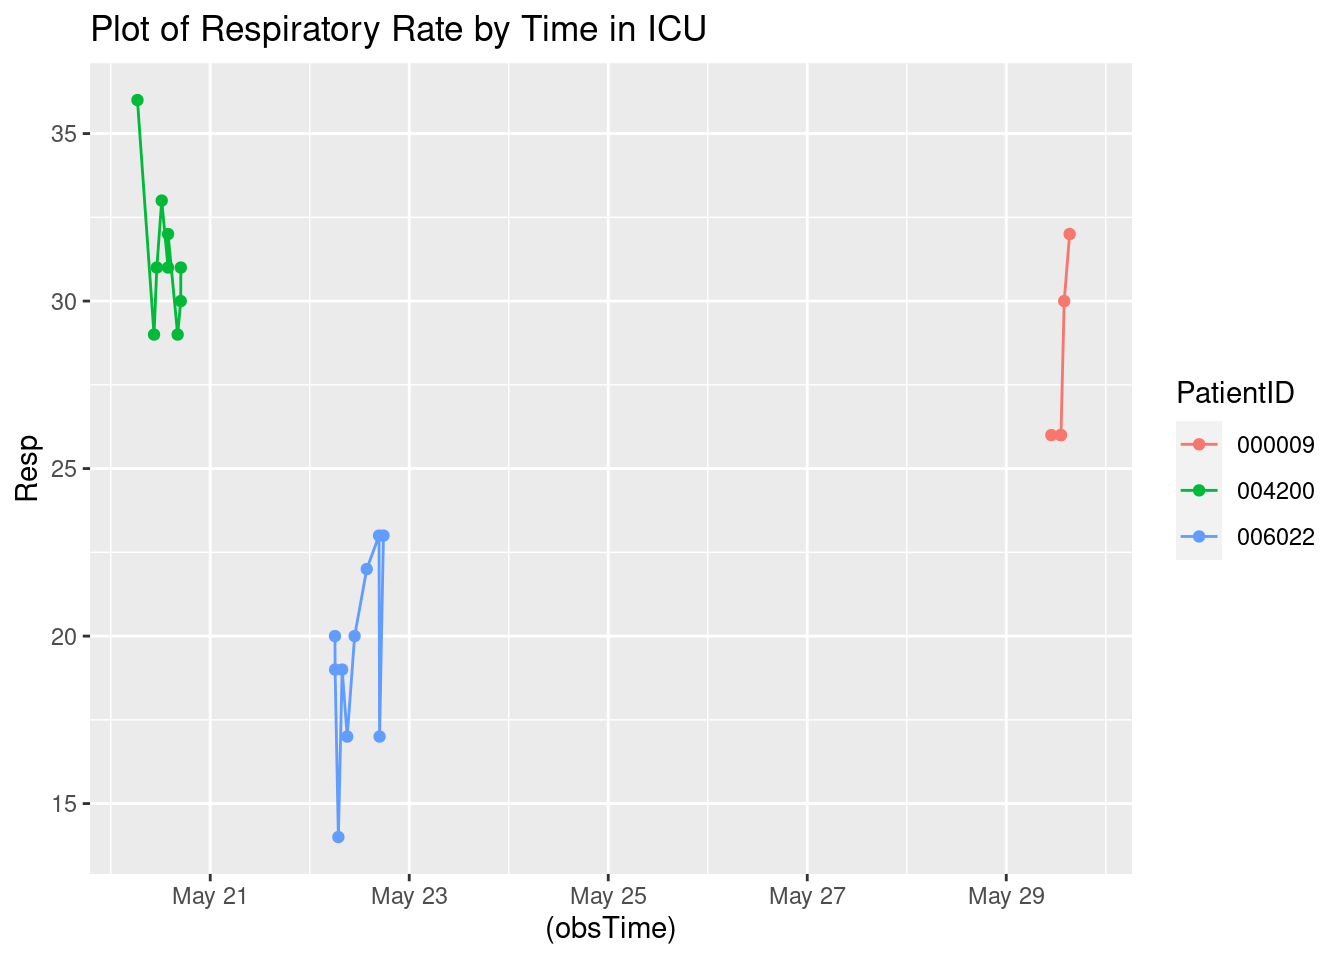 Plot of Respiratory Rate by Time in ICU
35
30
25
20
15
Resp
May 21
May 23
May 25
May 27
May 29
(obsTime)
PatientID
000009
004200
006022